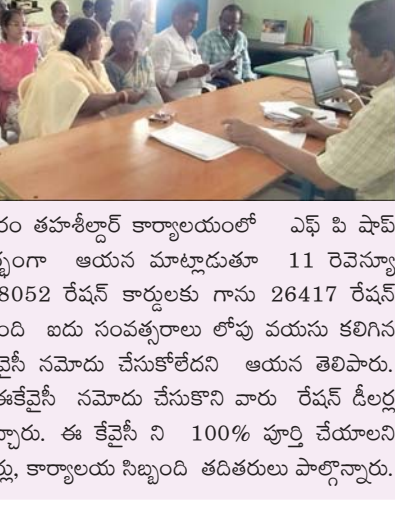 రం తహశీల్దార్ కార్యాలయంలో ఎఫ్ పి షాప్
ర్భంగా ఆయన మాట్లాడుతూ 11 రెవెన్యూ
8052 రేషన్ కార్డులకు గాను 26417 రేషన్
ంది ఐదు సంవత్సరాలు లోపు వయసు కలిగిన
వైసీ నమోదు చేసుకోలేదని ఆయన తెలిపారు.
ఈకేవైసీ నమోదు చేసుకొని వారు రేషన్ డీలర్ల
చ్చారు. ఈ కేవైసీ ని 100% పూర్తి చేయాలని
ర్లు, కార్యాలయ సిబ్బంది తదితరులు పాల్గొన్నారు.